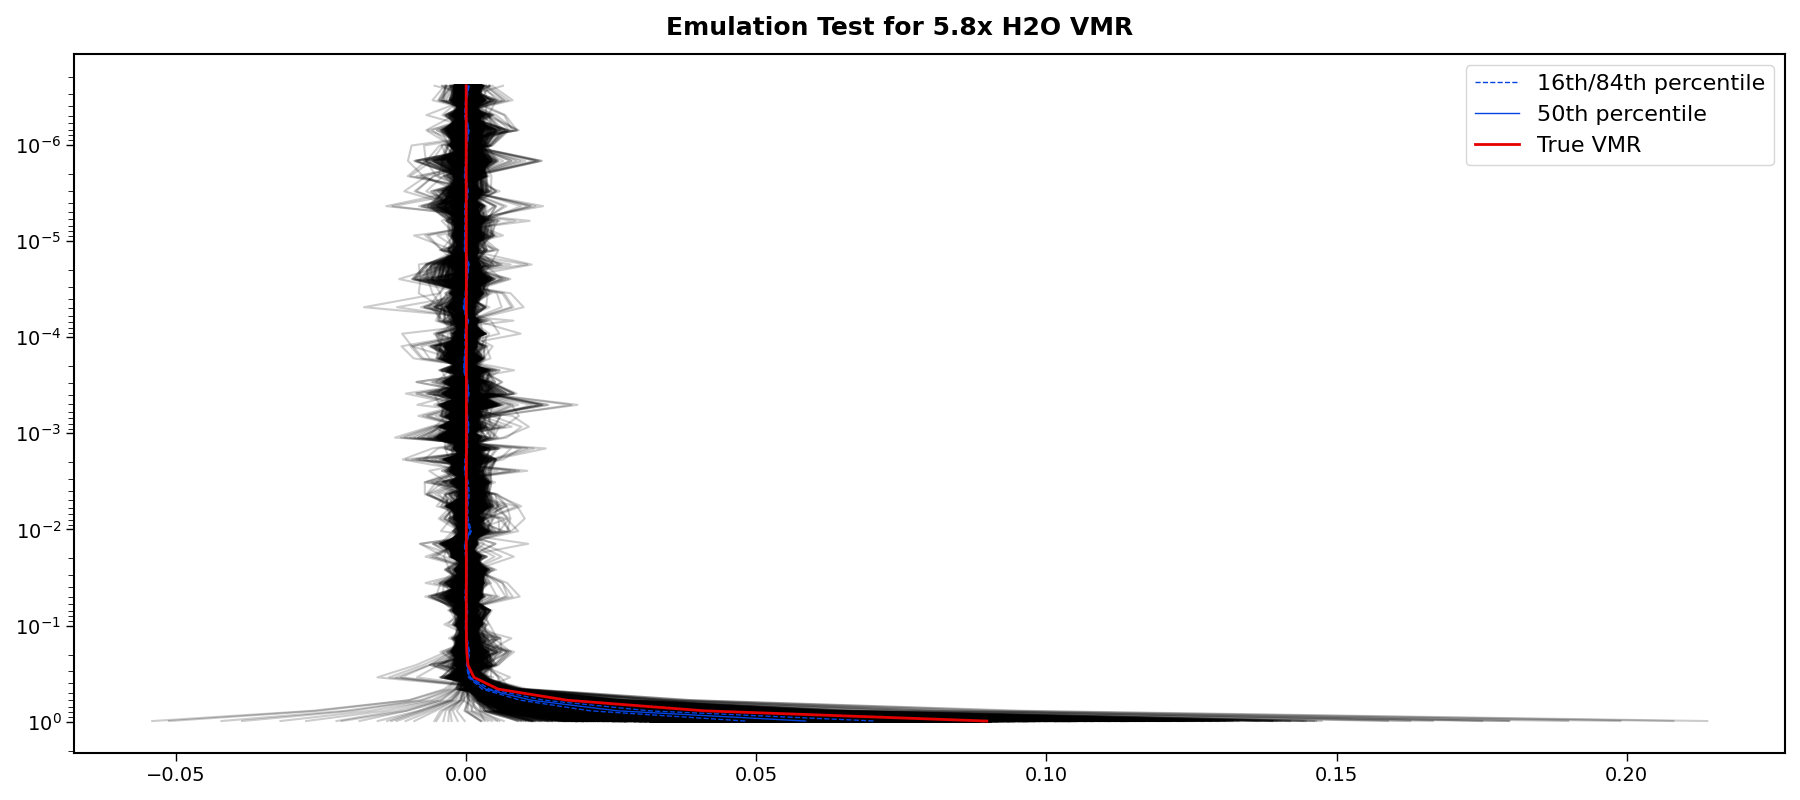 Emulation Test for 5.8x H2O VMR
16th/84th percentile
50th percentile
True VMR
10⁻⁶
10⁻⁵
10⁻⁴
10⁻³
10⁻²
10⁻¹
10⁰
−0.05 0.00 0.05 0.10 0.15 0.20